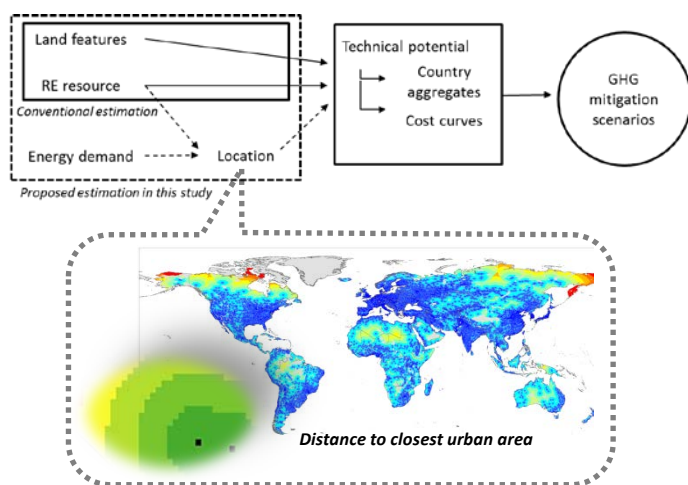 Land features
RE resource
Conventional estimation
Energy demand
Location
Proposed estimation in this study
Technical potential
Country
aggregates
Cost curves
GHG
mitigation
scenarios
Distance to closest urban area